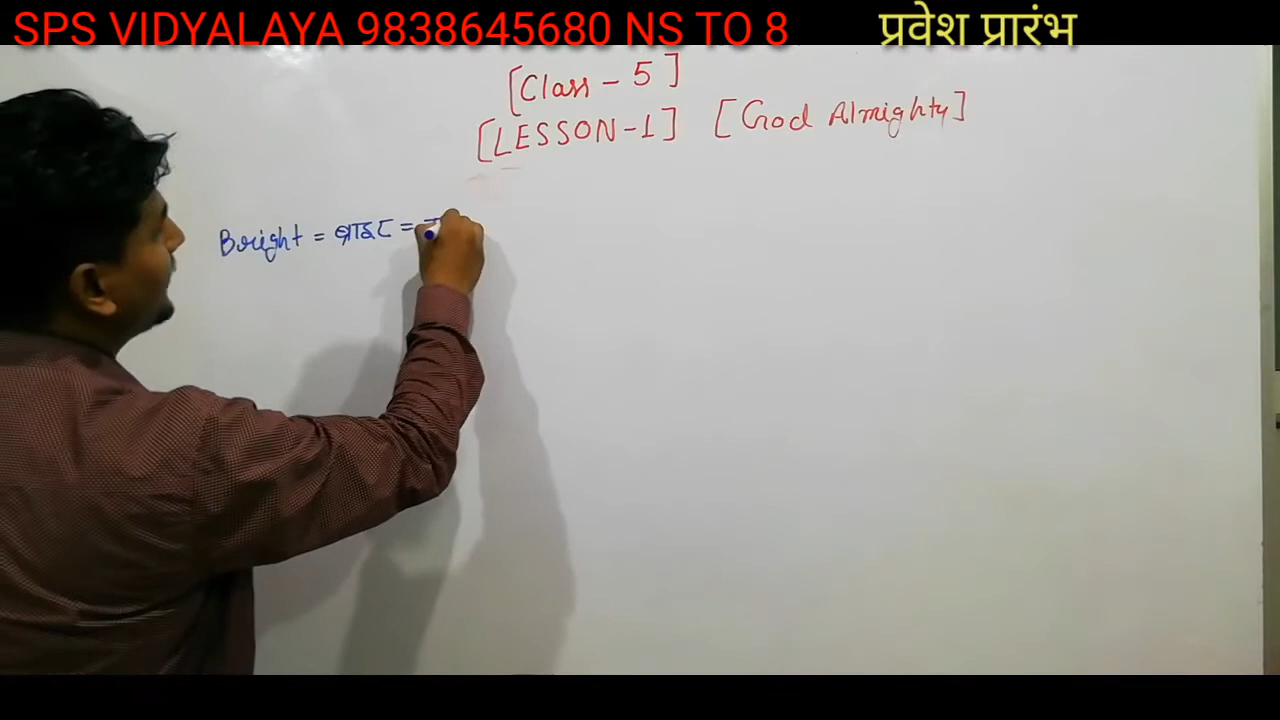 SPS VIDYALAYA 9838645680 NS TO 8 प्रवेश प्रारंभ
[Class - 5]
[LESSON-1] [God Almighty]
Bright = ब्राइट =